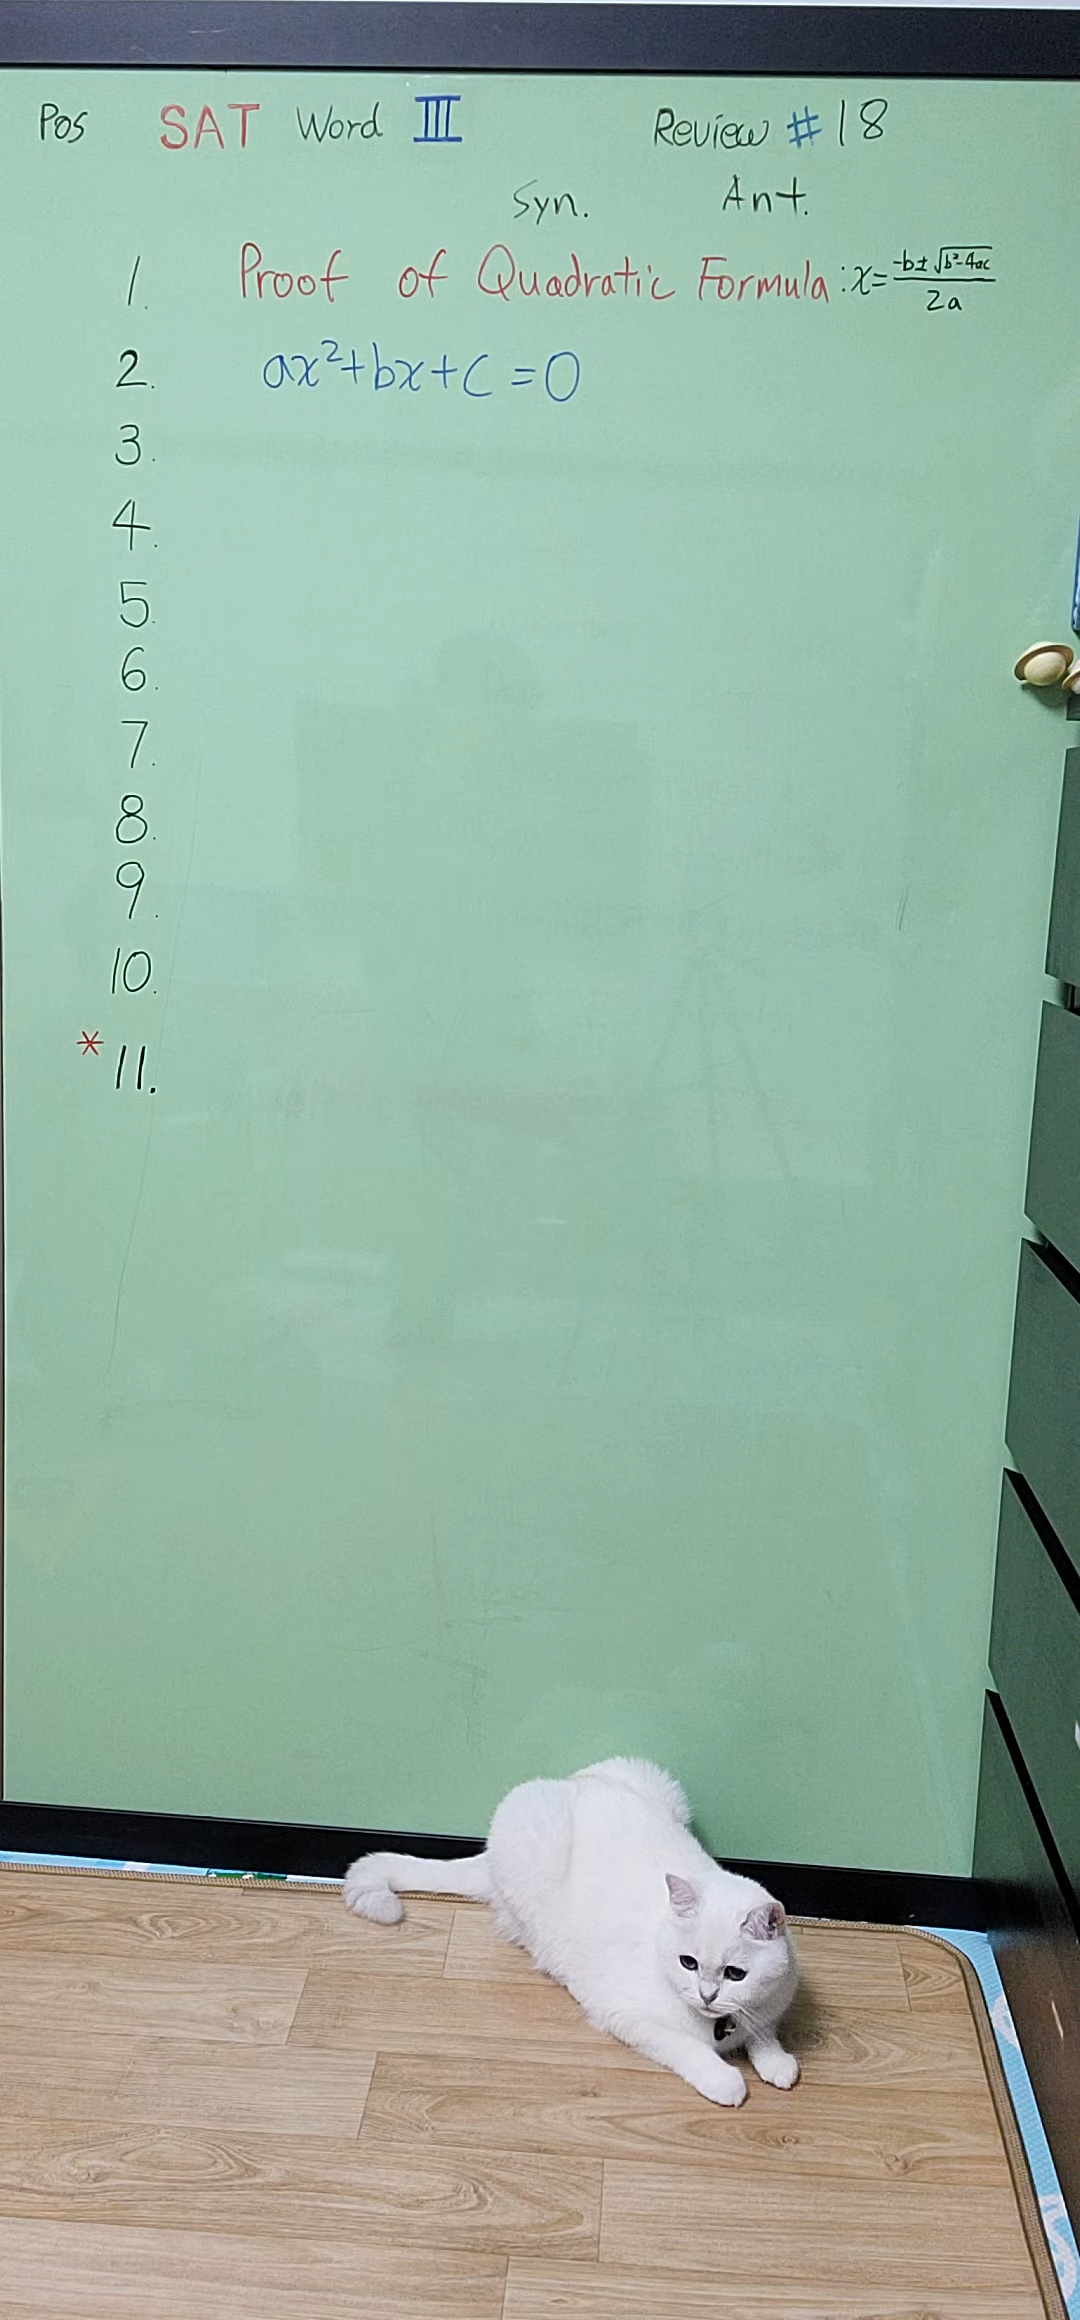 Pos SAT Word III Review #18
Syn. Ant.
1. Proof of Quadratic Formula: x = (-b ± √(b²-4ac)) / 2a
2. ax²+bx+c=0
3.
4.
5.
6.
7.
8.
9.
10.
*11.